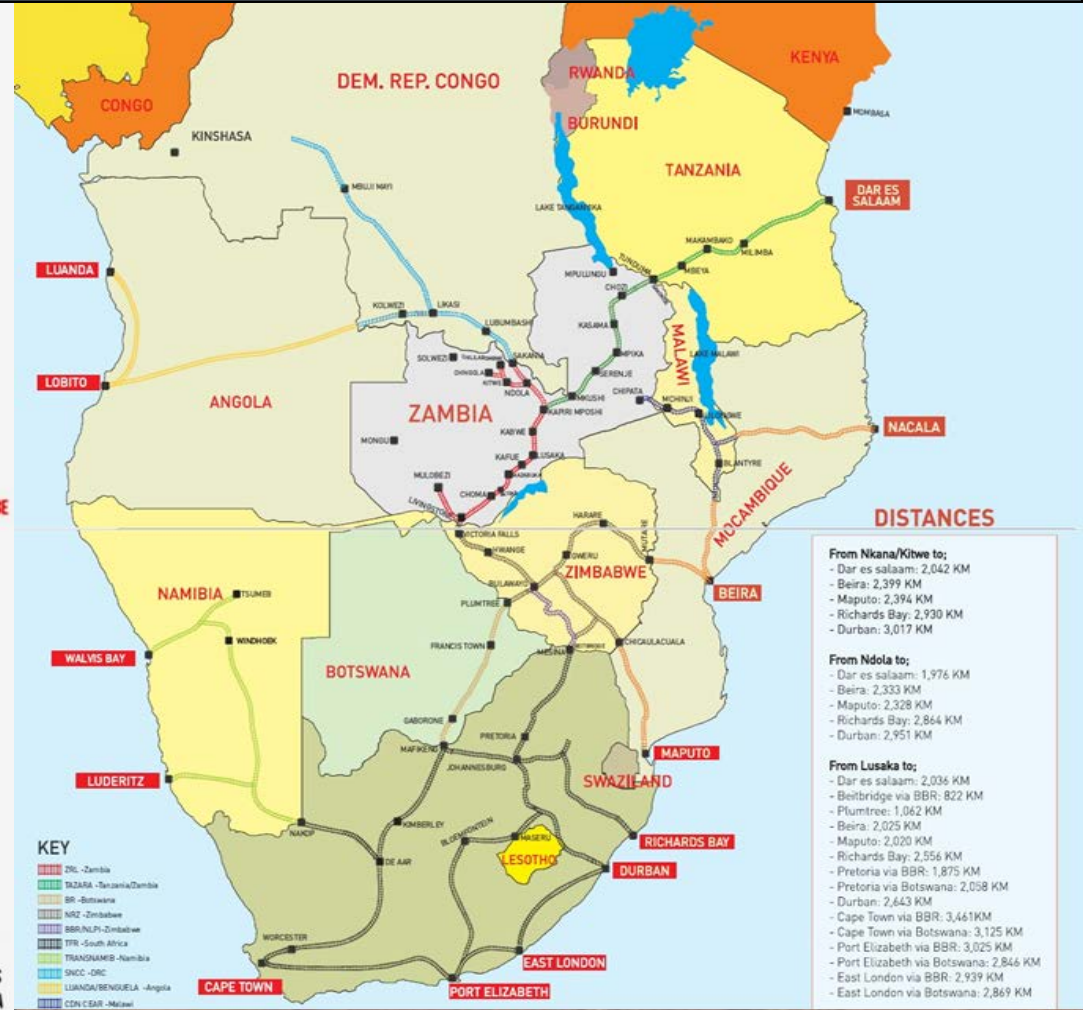 KENYA
RWANDA
DEM. REP. CONGO
CONGO
MOMBASA
BURUNDI
KINSHASA
TANZANIA
MBUJI MAYI
DAR ES
SALAAM
MAKAMBAKO
MILIMBA
TUNDUMA
MBEYA
LUANDA
MPULUNGU
CHOZI
KOLWEZI
LIKASI
KASAMA
LUBUMBASHI
MALAWI
LAKE MALAWI
SOLWEZI
SAKANIA
MPIKA
CHINGOLA
SERENJE
LOBITO
KITWE
NDOLA
MKUSHI
CHIPATA
MCHINJI
ANGOLA
ZAMBIA
KAPIRI MPOSHI
KABWE
NACALA
MONGU
LUSAKA
KAFUE
BLANTYRE
MULOBEZI
CHOMA
LIVINGSTONE
MOCAMBIQUE
HARARE
MUTARE
VICTORIA FALLS
HWANGE
GWERU
ZIMBABWE
NAMIBIA
TSUMEB
BULAWAYO
BEIRA
PLUMTREE
WINDHOEK
FRANCIS TOWN
CHICAULACUALA
WALVIS BAY
MESINA
BOTSWANA
GABORONE
PRETORIA
MAFIKENG
MAPUTO
JOHANNESBURG
LUDERITZ
SWAZILAND
NAKOP
KIMBERLEY
BLOEMFONTEIN
MASERU
RICHARDS BAY
LESOTHO
DE AAR
DURBAN
WORCESTER
EAST LONDON
CAPE TOWN
PORT ELIZABETH
KEY
ZRL -Zambia
TAZARA -Tanzania/Zambia
BR -Botswana
NRZ -Zimbabwe
BBR/NLPI-Zimbabwe
TFR -South Africa
TRANSNAMIB -Namibia
SNCC -DRC
LUANDA/BENGUELA -Angola
CDN CEAR -Malawi
DISTANCES
From Nkana/Kitwe to;
- Dar es salaam: 2,042 KM
- Beira: 2,399 KM
- Maputo: 2,394 KM
- Richards Bay: 2,930 KM
- Durban: 3,017 KM
From Ndola to;
- Dar es salaam: 1,976 KM
- Beira: 2,333 KM
- Maputo: 2,328 KM
- Richards Bay: 2,864 KM
- Durban: 2,951 KM
From Lusaka to;
- Dar es salaam: 2,036 KM
- Beitbridge via BBR: 822 KM
- Plumtree: 1,062 KM
- Beira: 2,025 KM
- Maputo: 2,020 KM
- Richards Bay: 2,556 KM
- Pretoria via BBR: 1,875 KM
- Pretoria via Botswana: 2,058 KM
- Durban: 2,643 KM
- Cape Town via BBR: 3,461KM
- Cape Town via Botswana: 3,125 KM
- Port Elizabeth via BBR: 3,025 KM
- Port Elizabeth via Botswana: 2,846 KM
- East London via BBR: 2,939 KM
- East London via Botswana: 2,869 KM